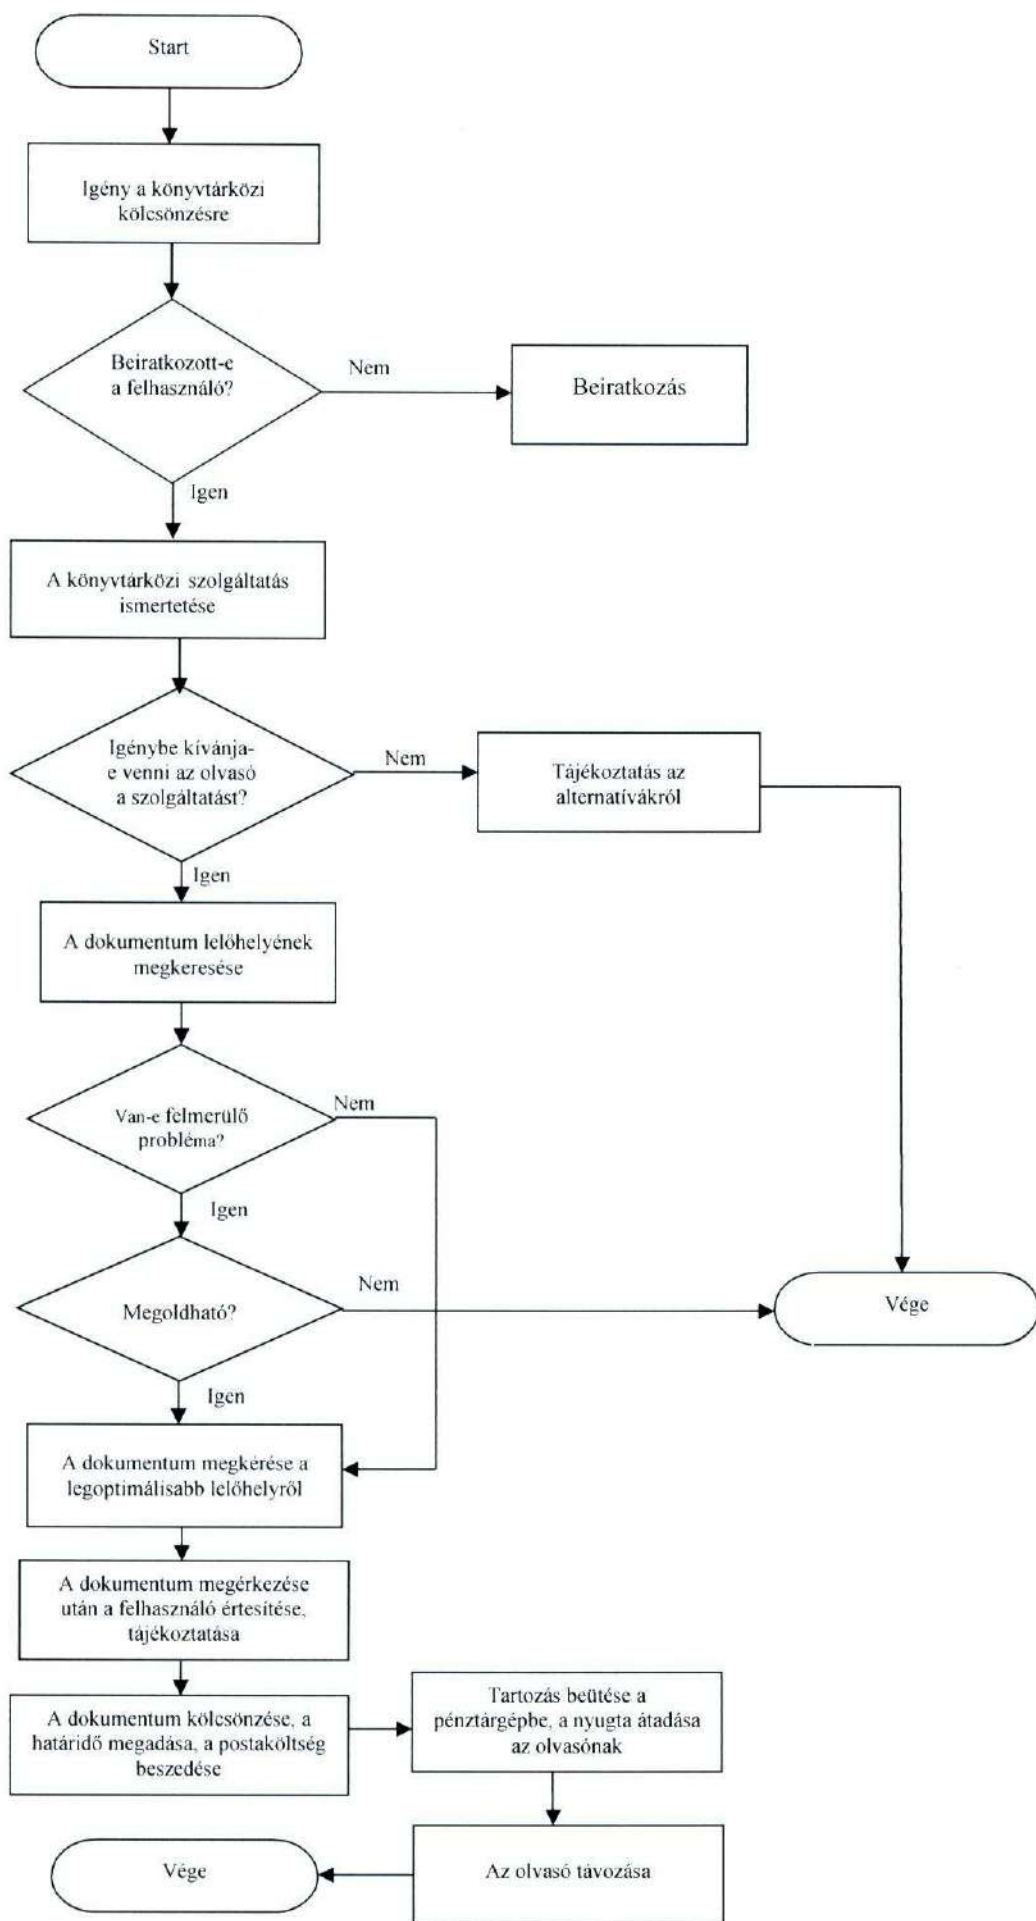 Start
Igény a könyvtárközi
kölcsönzésre
Beiratkozott-e
a felhasználó?
Nem
Beiratkozás
Igen
A könyvtárközi szolgáltatás
ismertetése
Igénybe kívánja-
e venni az olvasó
a szolgáltatást?
Nem
Tájékoztatás az
alternatívákról
Igen
A dokumentum lelőhelyének
megkeresése
Van-e felmerülő
probléma?
Nem
Igen
Megoldható?
Nem
Vége
Igen
A dokumentum megkérése a
legoptimálisabb lelőhelyről
A dokumentum megérkezése
után a felhasználó értesítése,
tájékoztatása
A dokumentum kölcsönzése, a
határidő megadása, a postaköltség
beszedése
Tartozás beütése a
pénztárgépbe, a nyugta átadása
az olvasónak
Az olvasó távozása
Vége